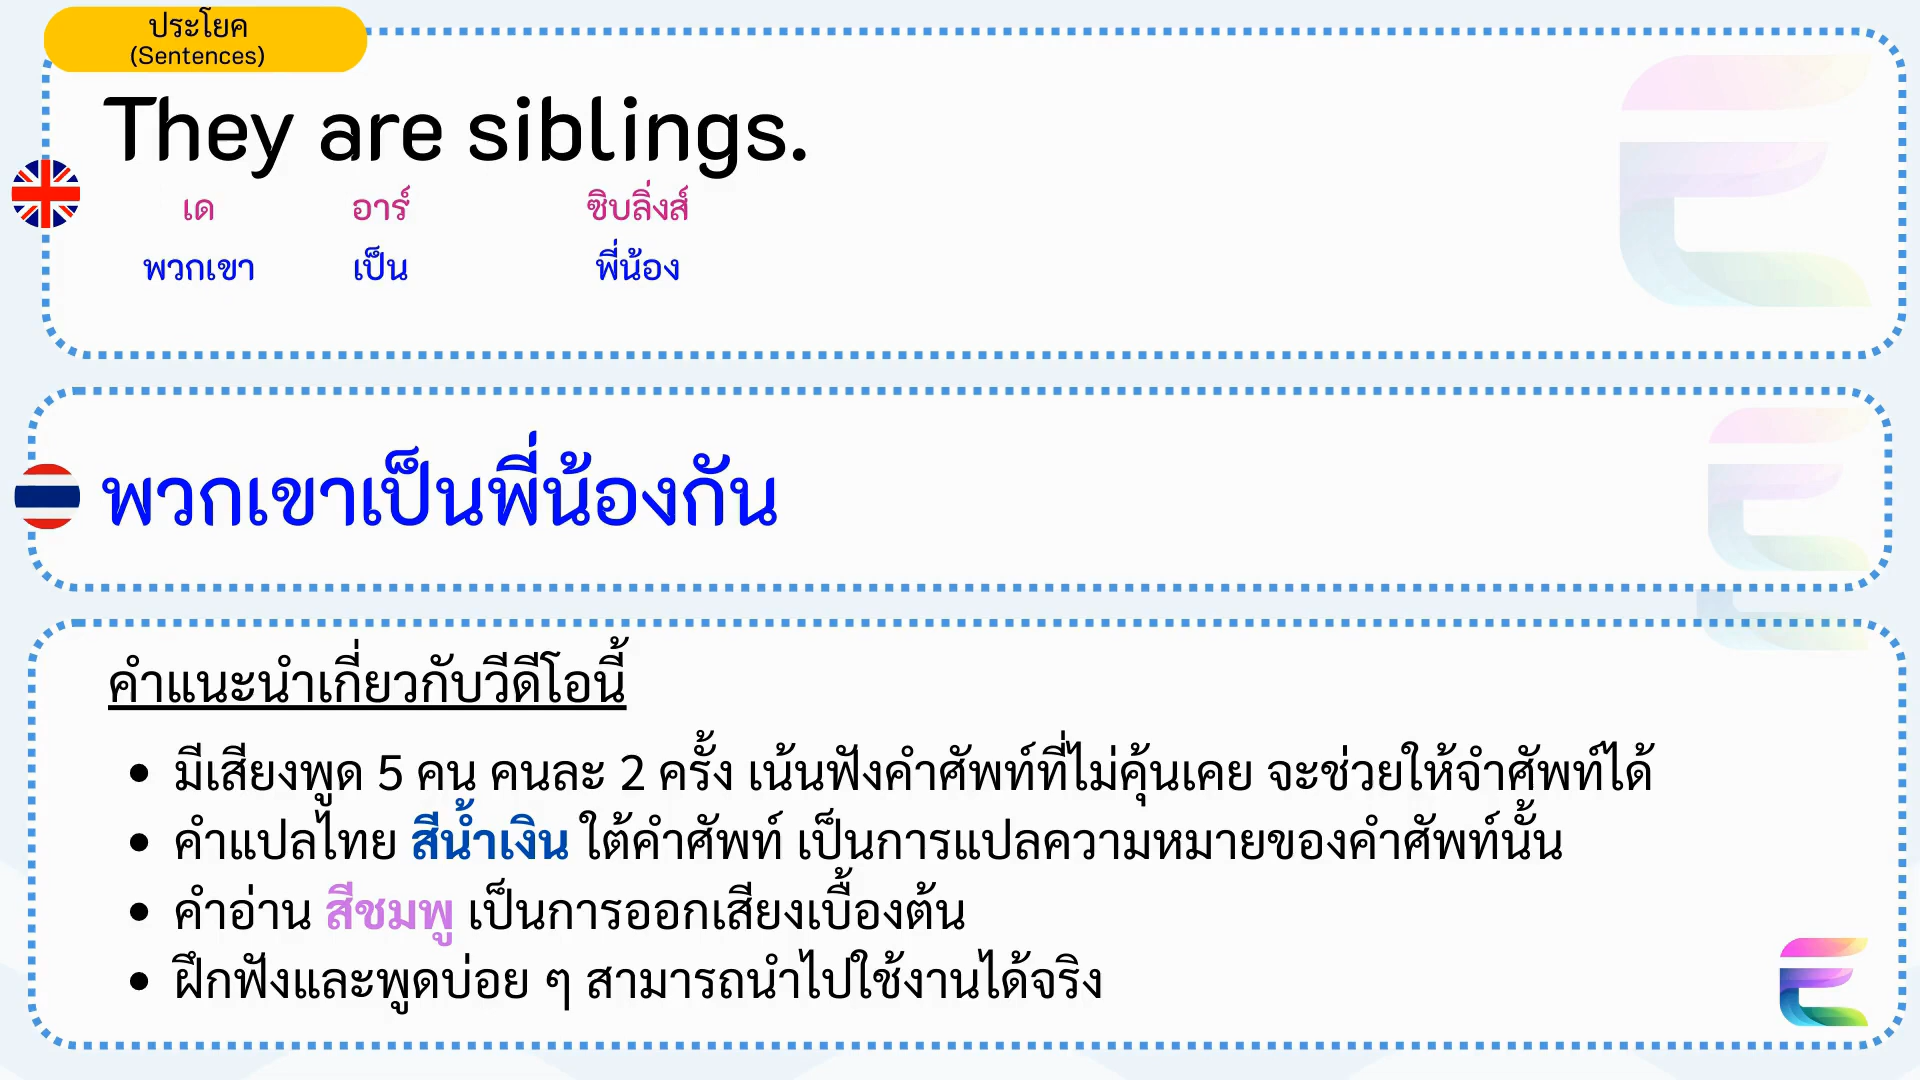 ประโยค
(Sentences)
They are siblings.
เด อาร์ ซิบลิ่งส์
พวกเขา เป็น พี่น้อง
พวกเขาเป็นพี่น้องกัน
คำแนะนำเกี่ยวกับวีดีโอนี้
• มีเสียงพูด 5 คน คนละ 2 ครั้ง เน้นฟังคำศัพท์ที่ไม่คุ้นเคย จะช่วยให้จำศัพท์ได้
• คำแปลไทย สีน้ำเงิน ใต้คำศัพท์ เป็นการแปลความหมายของคำศัพท์นั้น
• คำอ่าน สีชมพู เป็นการออกเสียงเบื้องต้น
• ฝึกฟังและพูดบ่อย ๆ สามารถนำไปใช้งานได้จริง